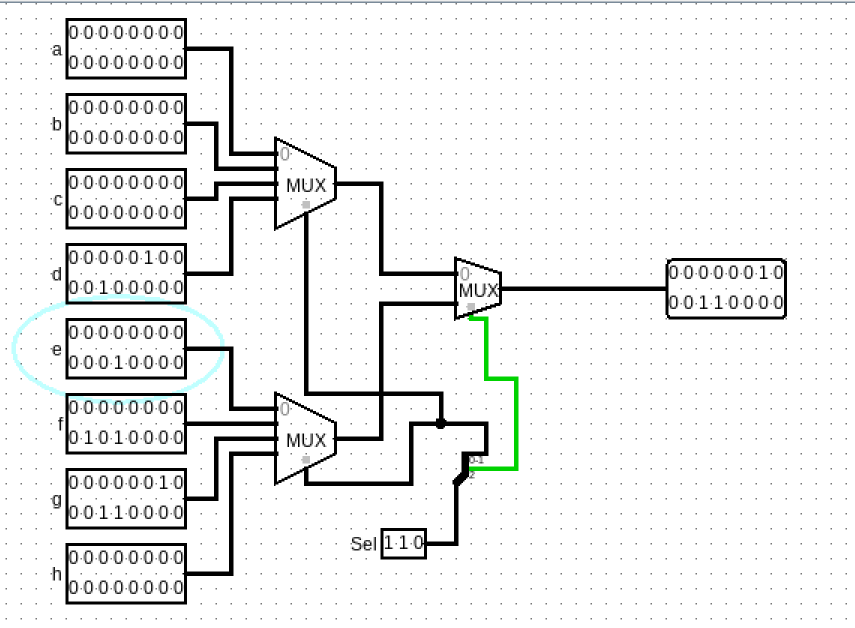 a
0 0 0 0 0 0 0 0
0 0 0 0 0 0 0 0
b
0 0 0 0 0 0 0 0
0 0 0 0 0 0 0 0
c
0 0 0 0 0 0 0 0
0 0 0 0 0 0 0 0
d
0 0 0 0 0 1 0 0
0 0 1 0 0 0 0 0
e
0 0 0 0 0 0 0 0
0 0 0 1 0 0 0 0
f
0 0 0 0 0 0 0 0
0 1 0 1 0 0 0 0
g
0 0 0 0 0 0 1 0
0 0 1 1 0 0 0 0
h
0 0 0 0 0 0 0 0
0 0 0 0 0 0 0 0
0
MUX
0
MUX
0
MUX
0-1
2
Sel 1 1 0
0 0 0 0 0 0 1 0
0 0 1 1 0 0 0 0